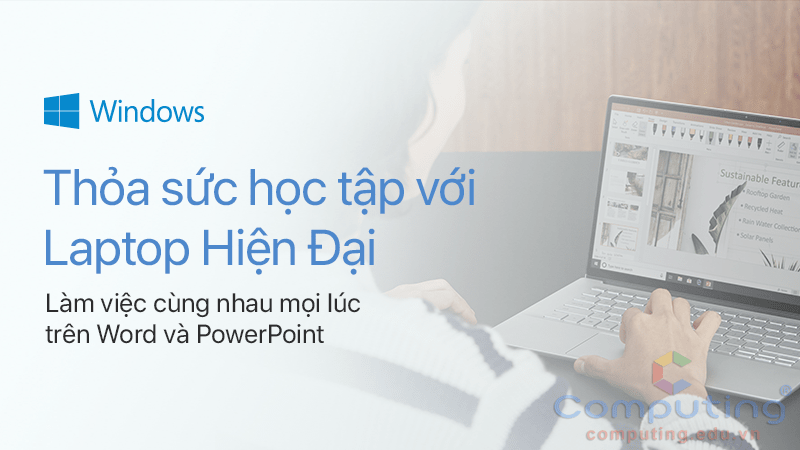 Windows
Thỏa sức học tập với
Laptop Hiện Đại
Làm việc cùng nhau mọi lúc
trên Word và PowerPoint
Sustainable Featur
• Rooftop Garden
• Recycled Heat
• Rain Water Collection
• Solar Panels
Computing
computing.edu.vn